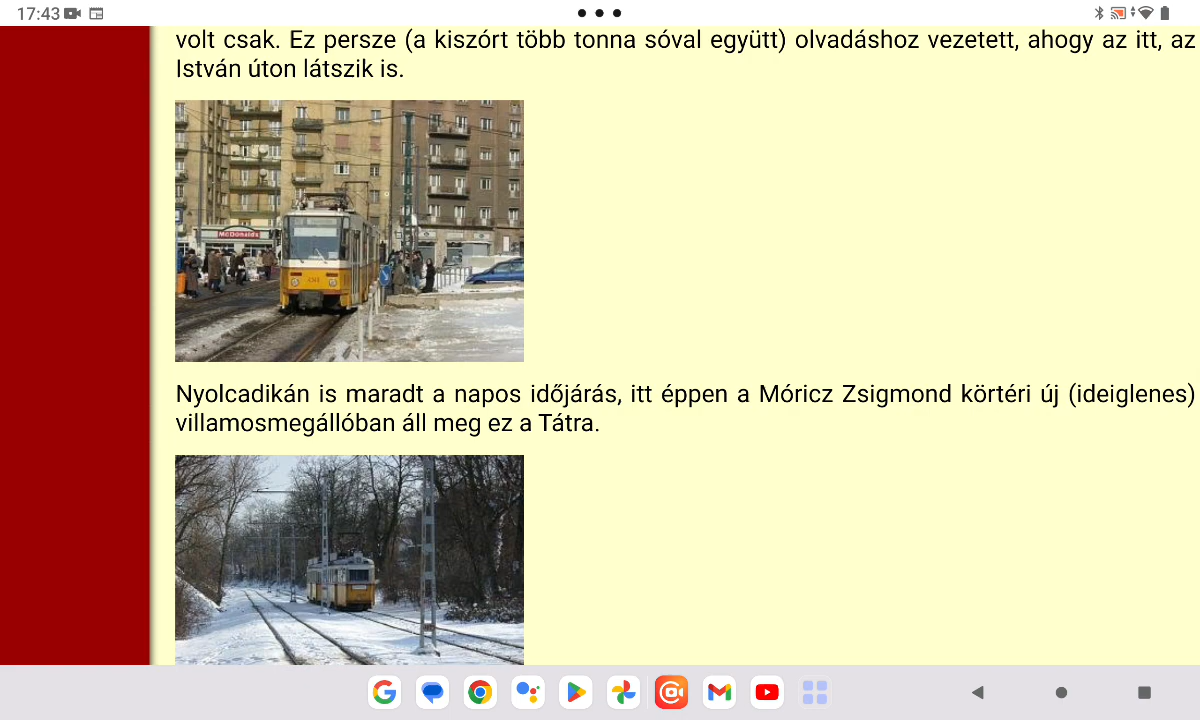 17:43
volt csak. Ez persze (a kiszórt több tonna sóval együtt) olvadáshoz vezetett, ahogy az itt, az
István úton látszik is.
McDonald's
Nyolcadikán is maradt a napos időjárás, itt éppen a Móricz Zsigmond körtéri új (ideiglenes)
villamosmegállóban áll meg ez a Tátra.